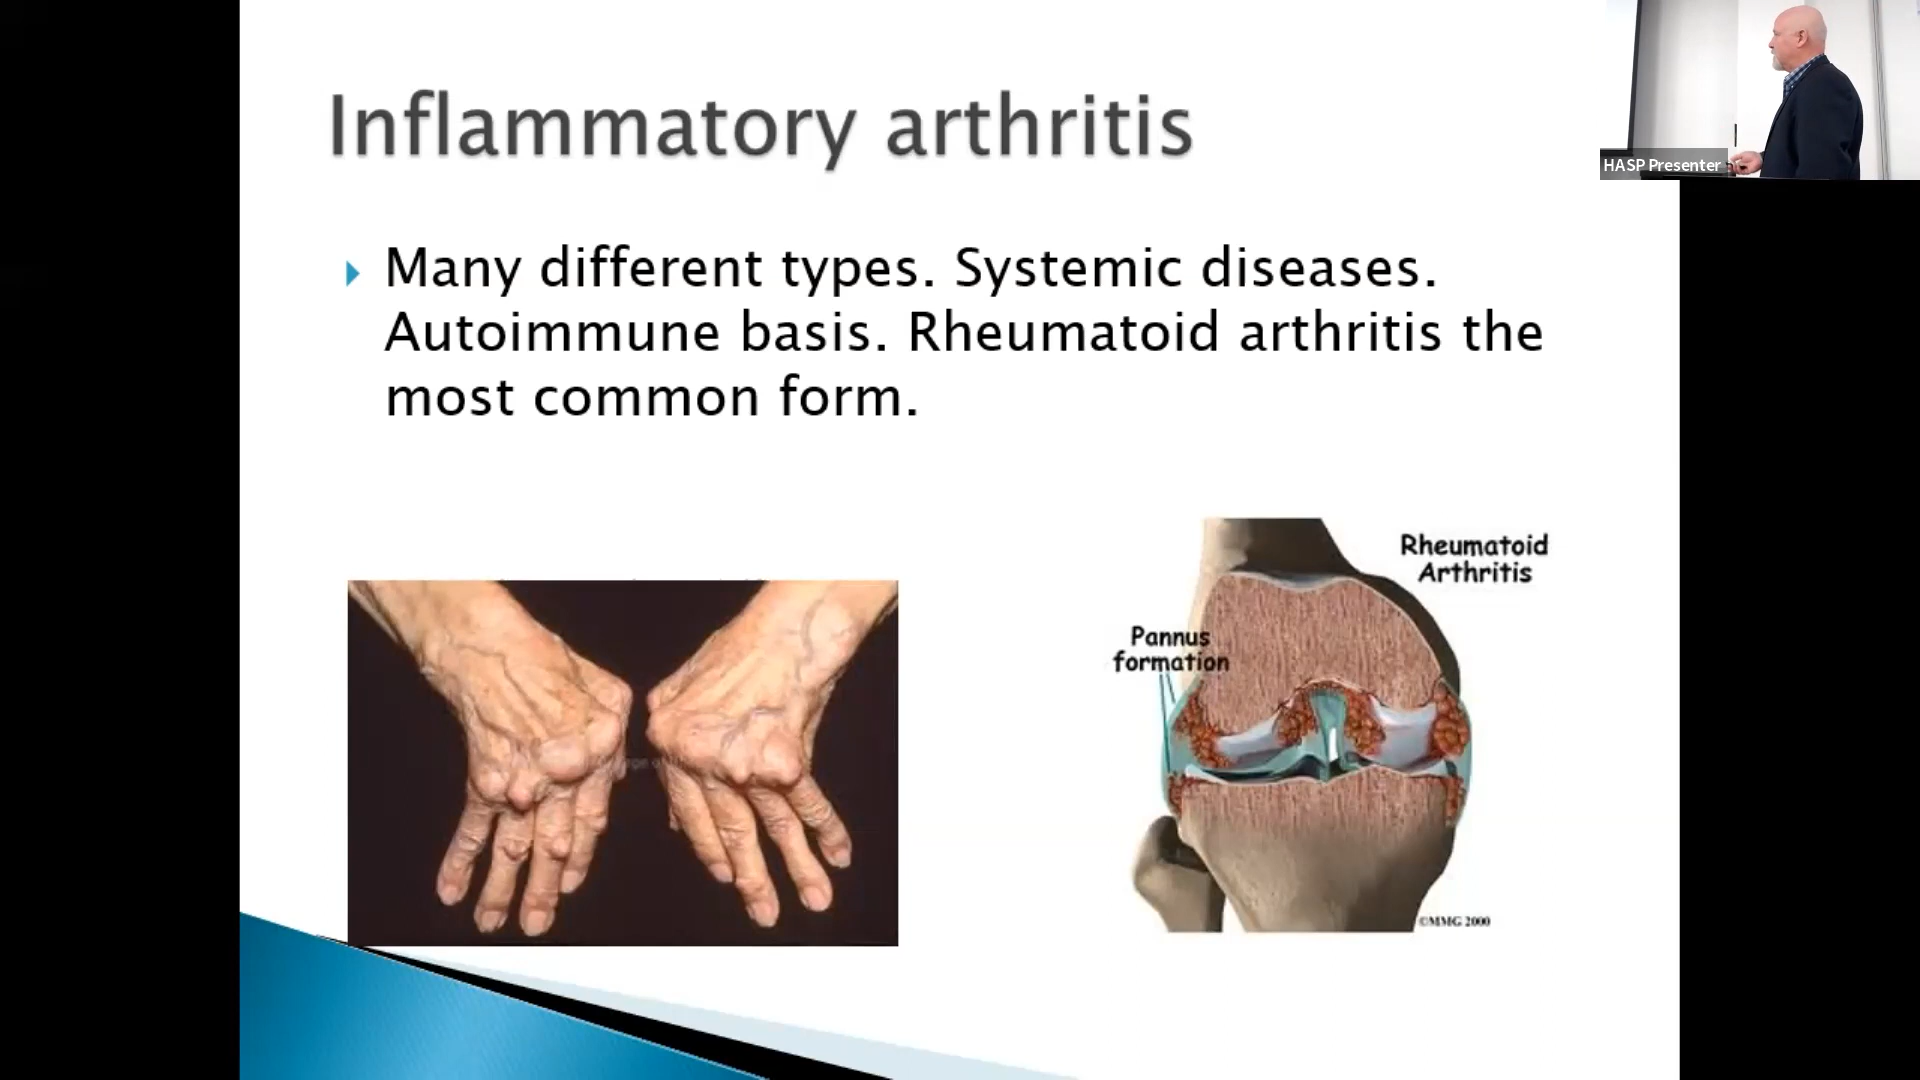 Inflammatory arthritis
HASP Presenter
Many different types. Systemic diseases.
Autoimmune basis. Rheumatoid arthritis the
most common form.
Rheumatoid
Arthritis
Pannus
formation
©MMG 2000